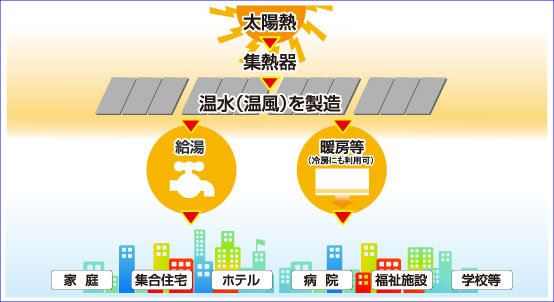 太陽熱
集熱器
温水(温風)を製造
給湯
暖房等
(冷房にも利用可)
家 庭
集合住宅
ホテル
病 院
福祉施設
学校等